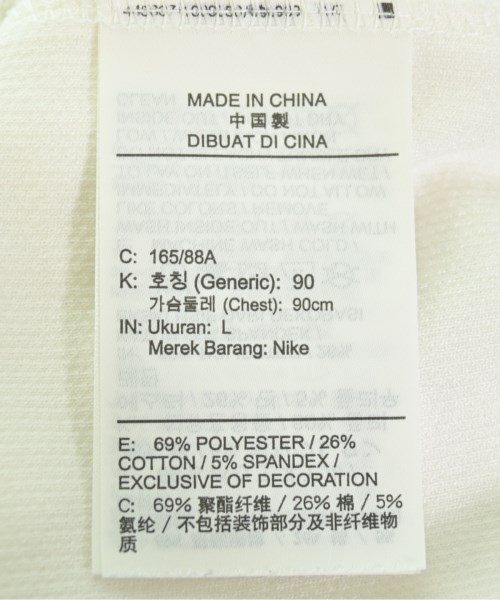 MADE IN CHINA
中国製
DIBUAT DI CINA
C: 165/88A
K: 호칭 (Generic): 90
가슴둘레 (Chest): 90cm
IN: Ukuran: L
Merek Barang: Nike
E: 69% POLYESTER / 26%
COTTON / 5% SPANDEX /
EXCLUSIVE OF DECORATION
C: 69% 聚酯纤维 / 26% 棉 / 5%
氨纶 / 不包括装饰部分及非纤维物
质